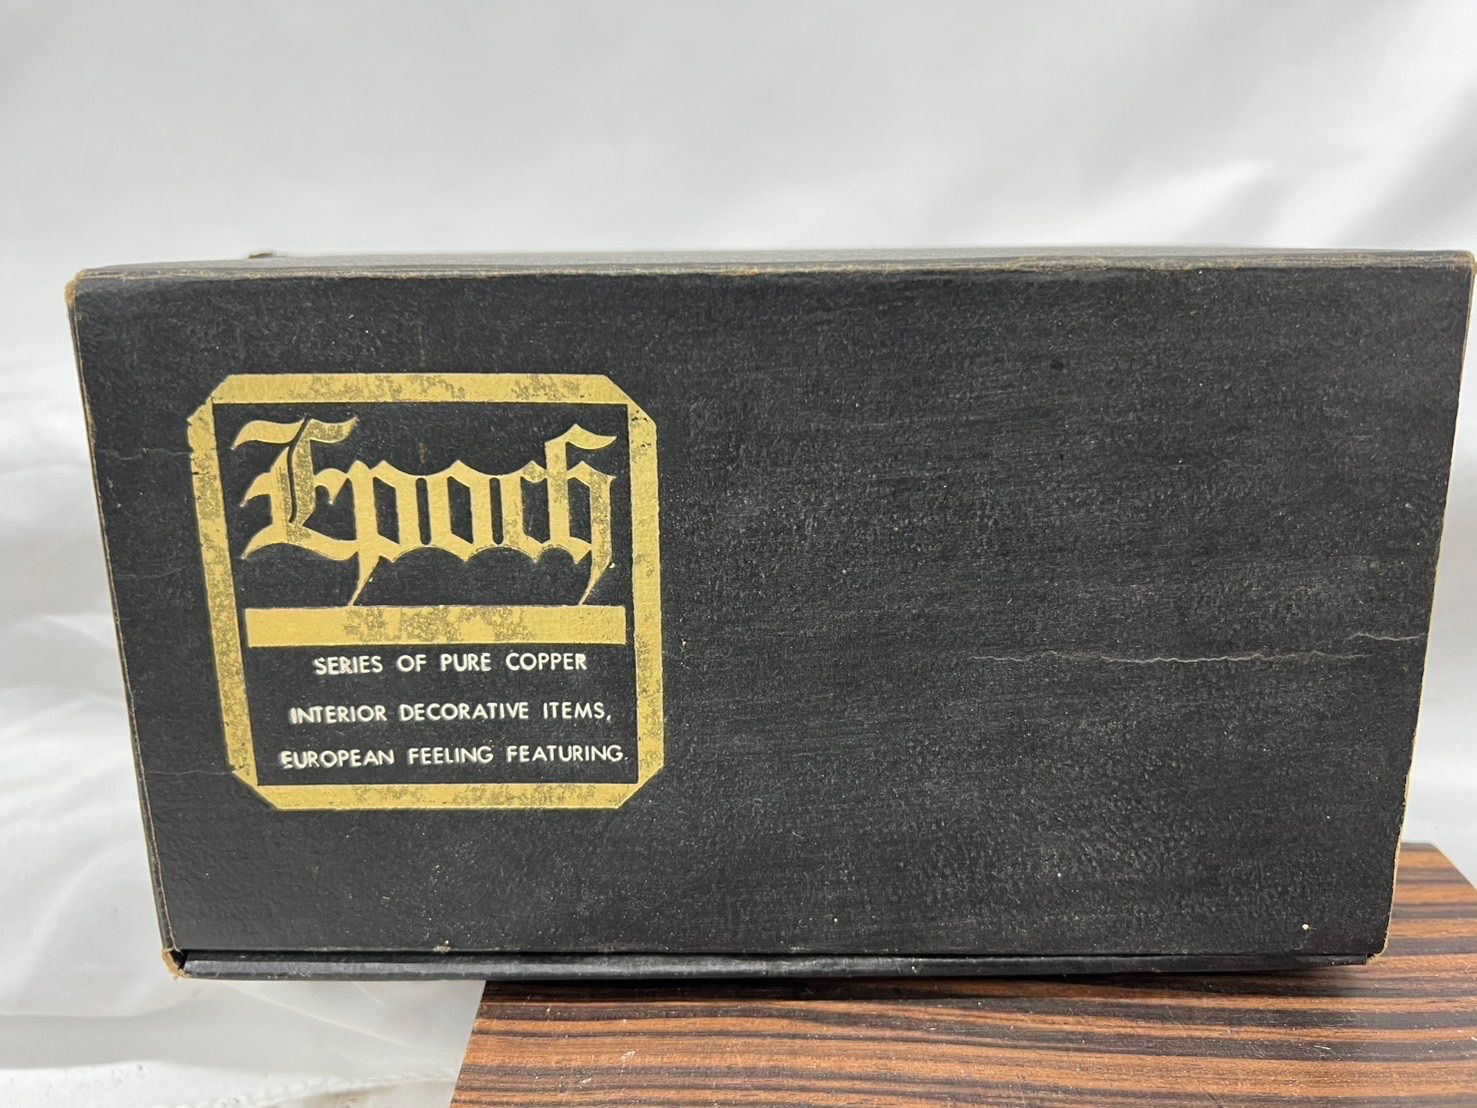 Epoch
SERIES OF PURE COPPER
INTERIOR DECORATIVE ITEMS,
EUROPEAN FEELING FEATURING.